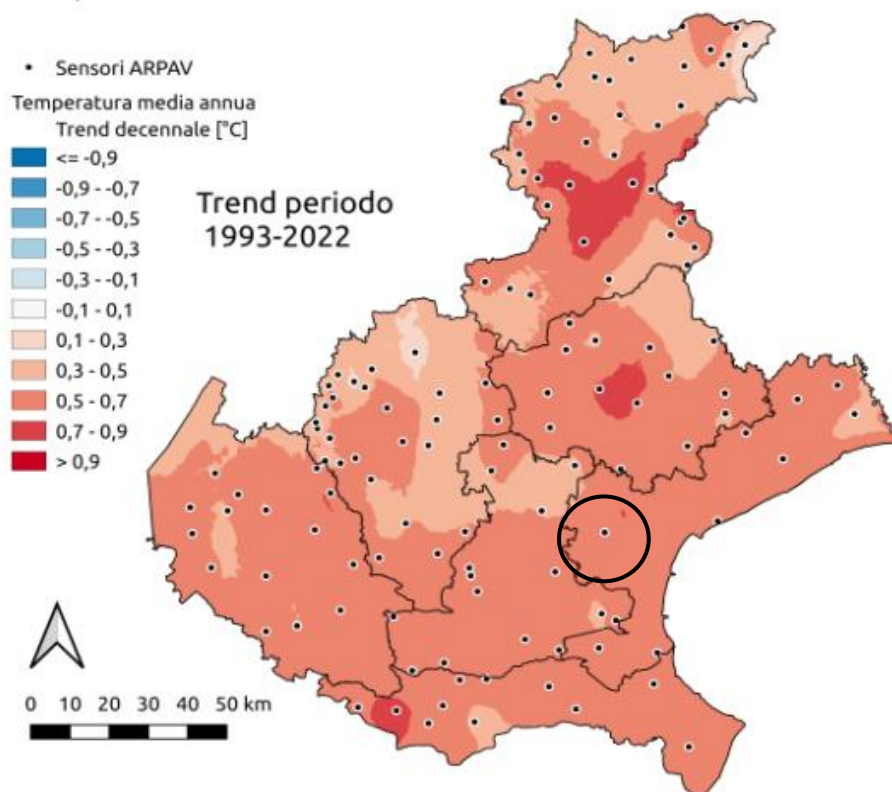 Sensori ARPAV
Temperatura media annua
Trend decennale [°C]
<= -0,9
-0,9 - -0,7
-0,7 - -0,5
-0,5 - -0,3
-0,3 - -0,1
-0,1 - 0,1
0,1 - 0,3
0,3 - 0,5
0,5 - 0,7
0,7 - 0,9
> 0,9
Trend periodo
1993-2022
0 10 20 30 40 50 km